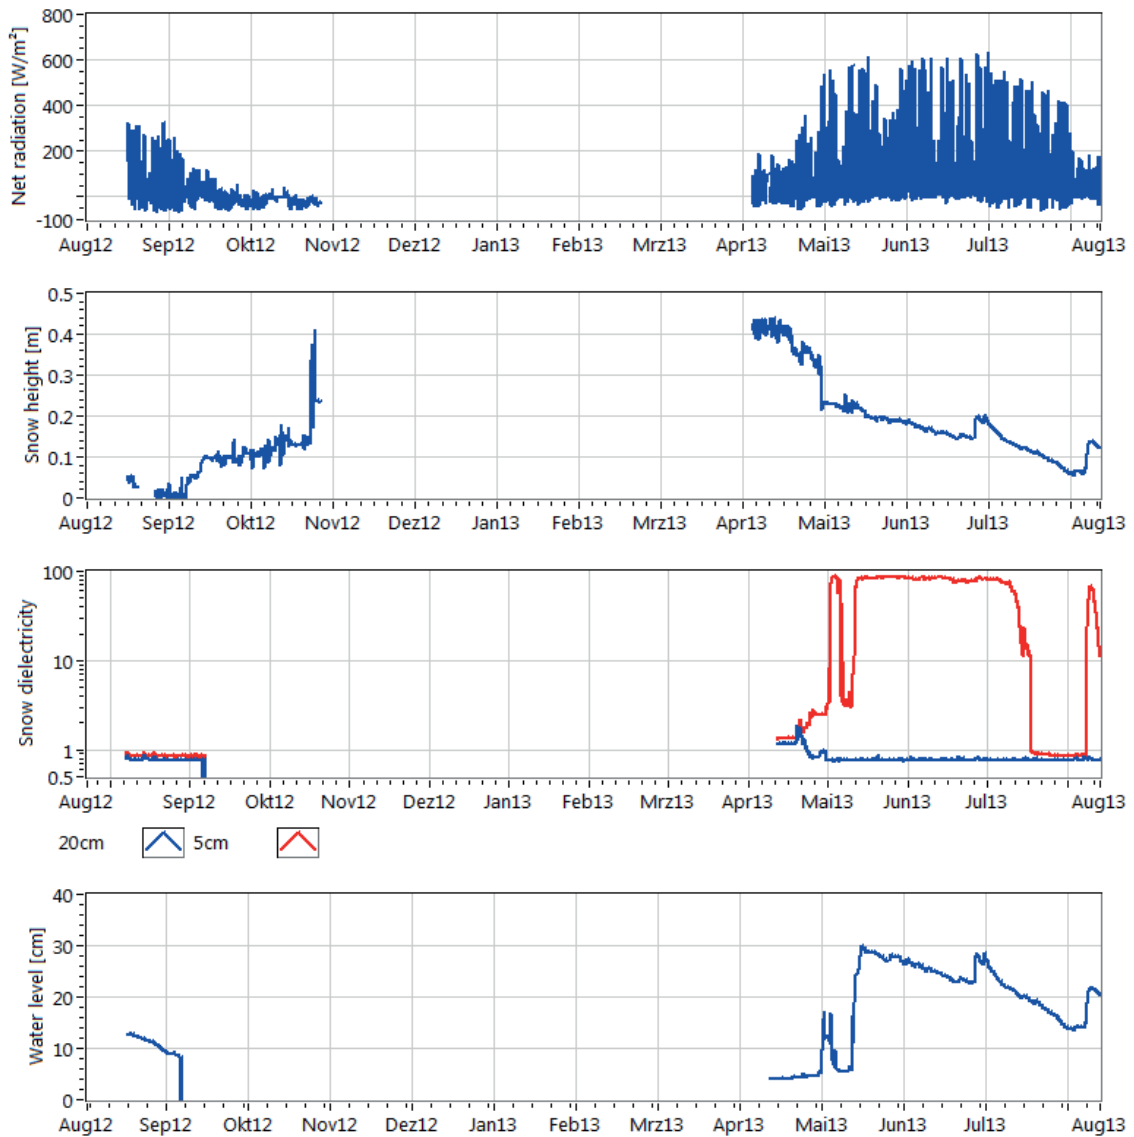 Net radiation [W/m²]
800
600
400
200
-100
Aug12 Sep12 Okt12 Nov12 Dez12 Jan13 Feb13 Mrz13 Apr13 Mai13 Jun13 Jul13 Aug13
Snow height [m]
0.5
0.4
0.3
0.2
0.1
0
Aug12 Sep12 Okt12 Nov12 Dez12 Jan13 Feb13 Mrz13 Apr13 Mai13 Jun13 Jul13 Aug13
Snow dielectricity
100
10
1
0.5
Aug12 Sep12 Okt12 Nov12 Dez12 Jan13 Feb13 Mrz13 Apr13 Mai13 Jun13 Jul13 Aug13
20cm 5cm
Water level [cm]
40
30
20
10
0
Aug12 Sep12 Okt12 Nov12 Dez12 Jan13 Feb13 Mrz13 Apr13 Mai13 Jun13 Jul13 Aug13